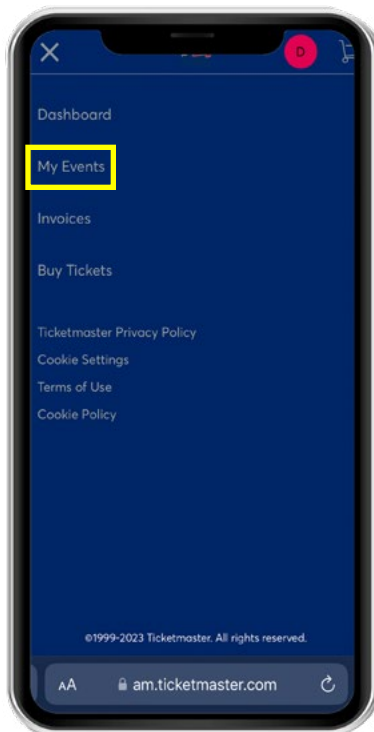 D
Dashboard
My Events
Invoices
Buy Tickets
Ticketmaster Privacy Policy
Cookie Settings
Terms of Use
Cookie Policy
©1999-2023 Ticketmaster. All rights reserved.
AA am.ticketmaster.com